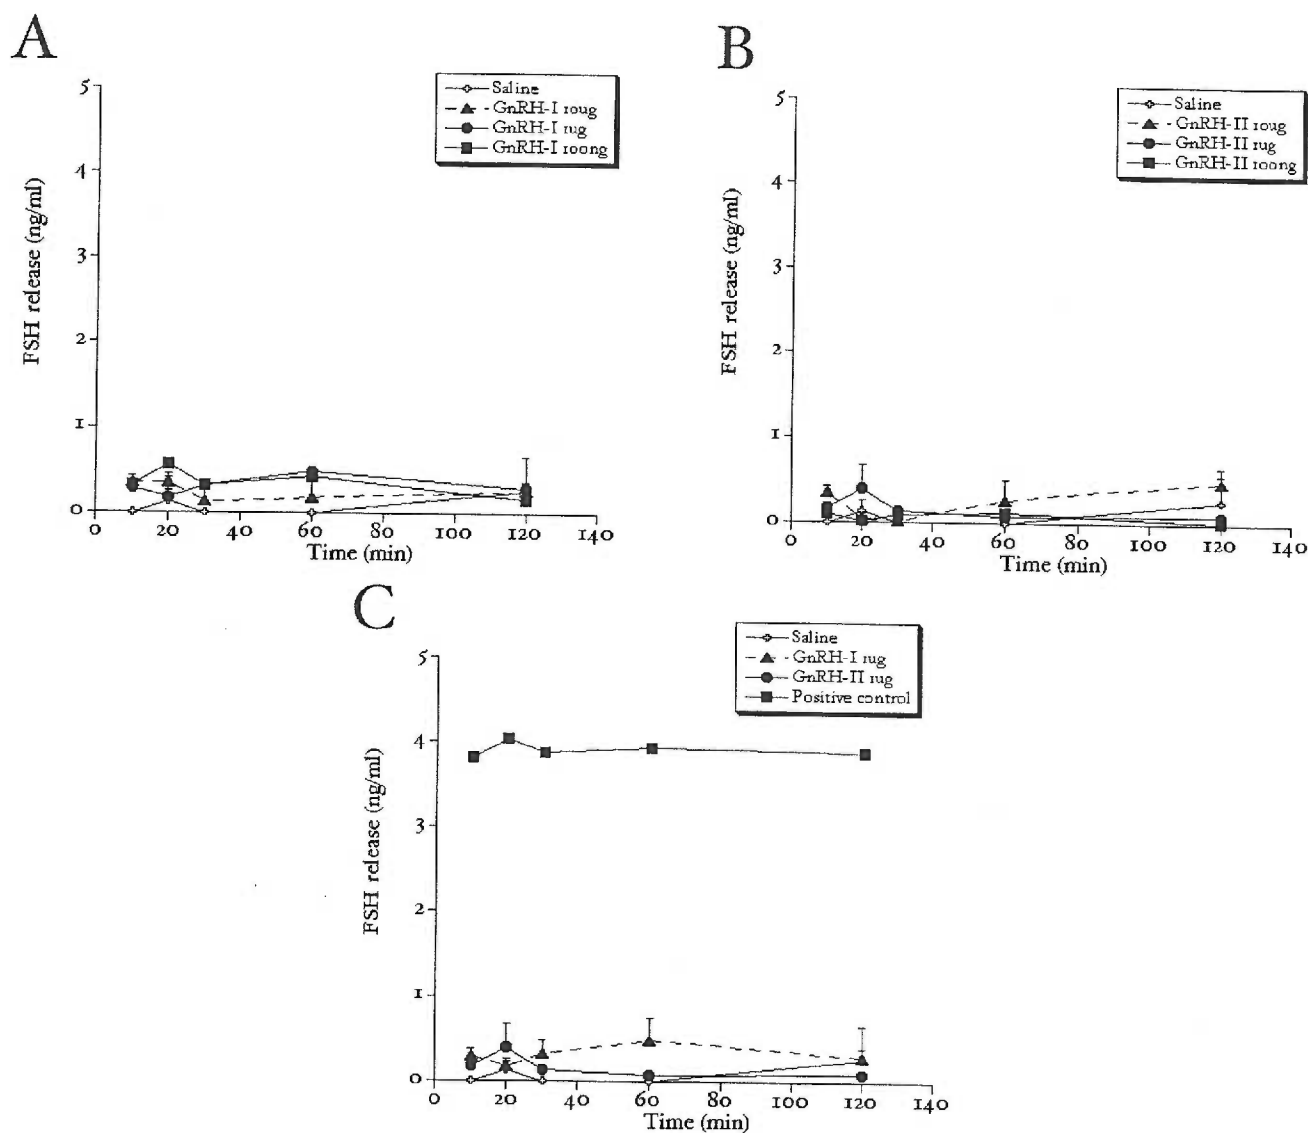 A
5
4
3
2
1
0
FSH release (ng/ml)
Saline
GnRH-I 10ug
GnRH-I 1ug
GnRH-I 100ng
0 20 40 60 80 100 120 140
Time (min)
B
5
4
3
2
1
0
FSH release (ng/ml)
Saline
GnRH-II 10ug
GnRH-II 1ug
GnRH-II 100ng
0 20 40 60 80 100 120 140
Time (min)
C
5
4
3
2
1
0
FSH release (ng/ml)
Saline
GnRH-I 1ug
GnRH-II 1ug
Positive control
0 20 40 60 80 100 120 140
Time (min)